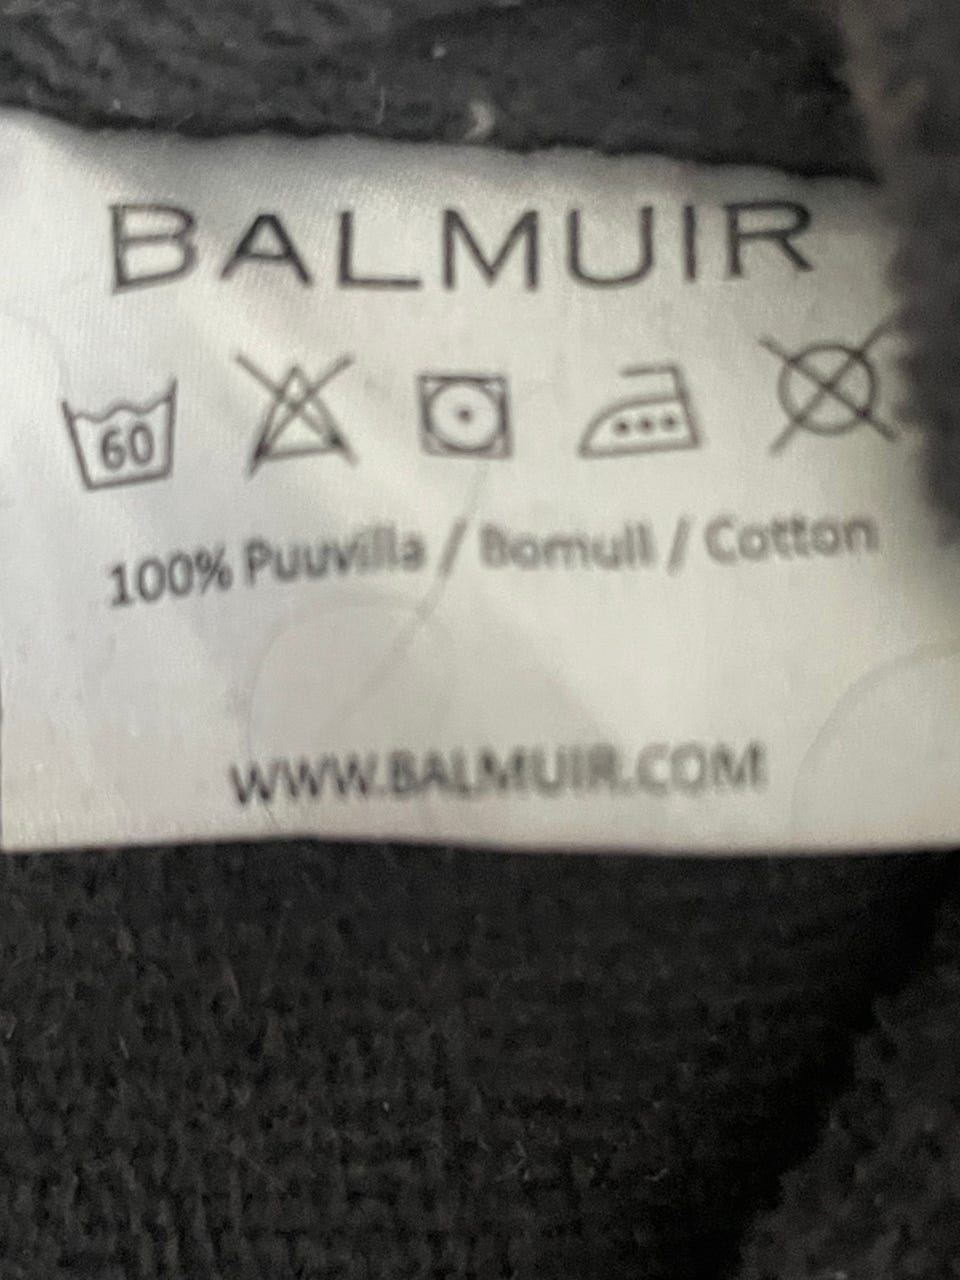 BALMUIR
60
100% Puuvilla / Bomull / Cotton
WWW.BALMUIR.COM